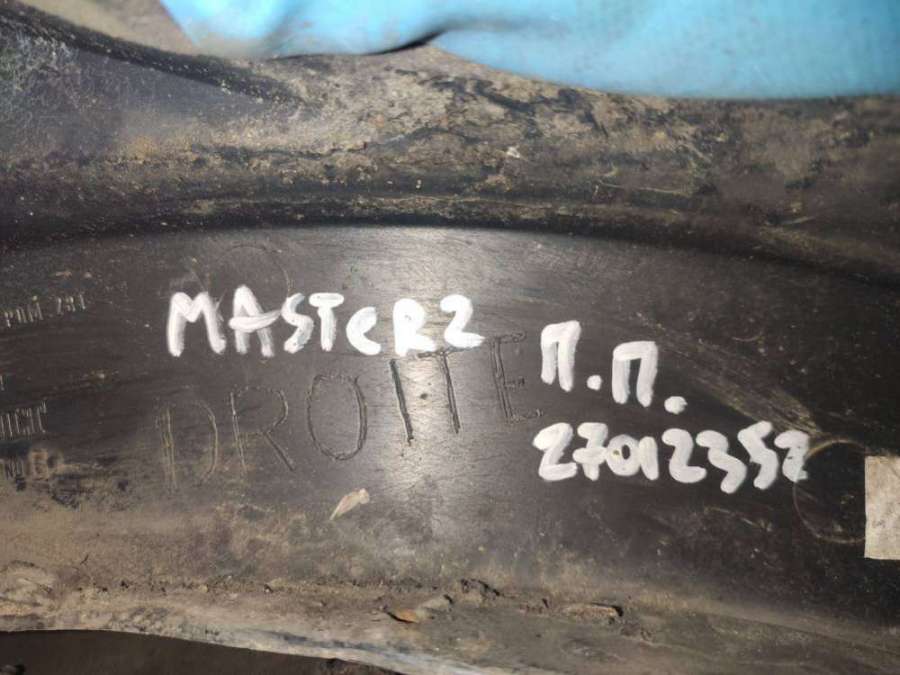 MASTeR2
DROITE
П.П.
27012352